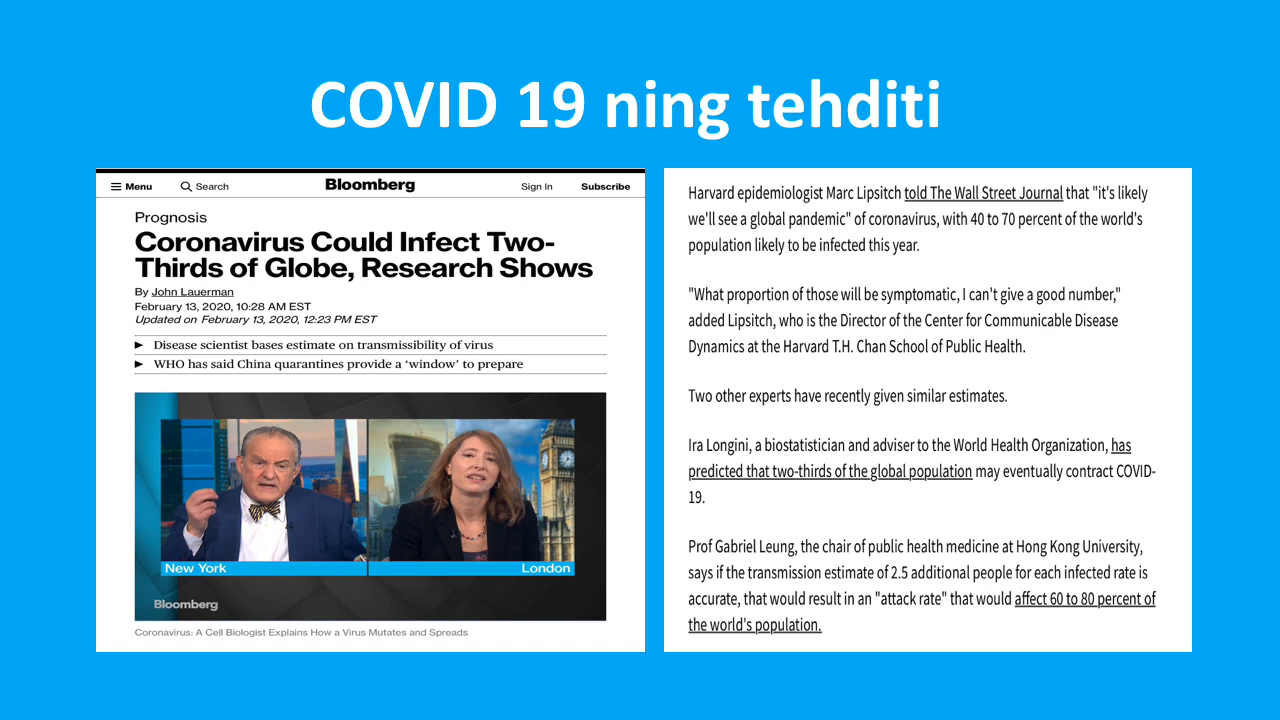 COVID 19 ning tehditi
Menu
Search
Bloomberg
Sign In
Subscribe
Prognosis
Coronavirus Could Infect Two-
Thirds of Globe, Research Shows
By John Lauerman
February 13, 2020, 10:28 AM EST
Updated on February 13, 2020, 12:23 PM EST
Disease scientist bases estimate on transmissibility of virus
WHO has said China quarantines provide a ‘window’ to prepare
New York
London
Bloomberg
Coronavirus: A Cell Biologist Explains How a Virus Mutates and Spreads
Harvard epidemiologist Marc Lipsitch told The Wall Street Journal that "it's likely
we'll see a global pandemic" of coronavirus, with 40 to 70 percent of the world's
population likely to be infected this year.
"What proportion of those will be symptomatic, I can't give a good number,"
added Lipsitch, who is the Director of the Center for Communicable Disease
Dynamics at the Harvard T.H. Chan School of Public Health.
Two other experts have recently given similar estimates.
Ira Longini, a biostatistician and adviser to the World Health Organization, has
predicted that two-thirds of the global population may eventually contract COVID-
19.
Prof Gabriel Leung, the chair of public health medicine at Hong Kong University,
says if the transmission estimate of 2.5 additional people for each infected rate is
accurate, that would result in an "attack rate" that would affect 60 to 80 percent of
the world's population.